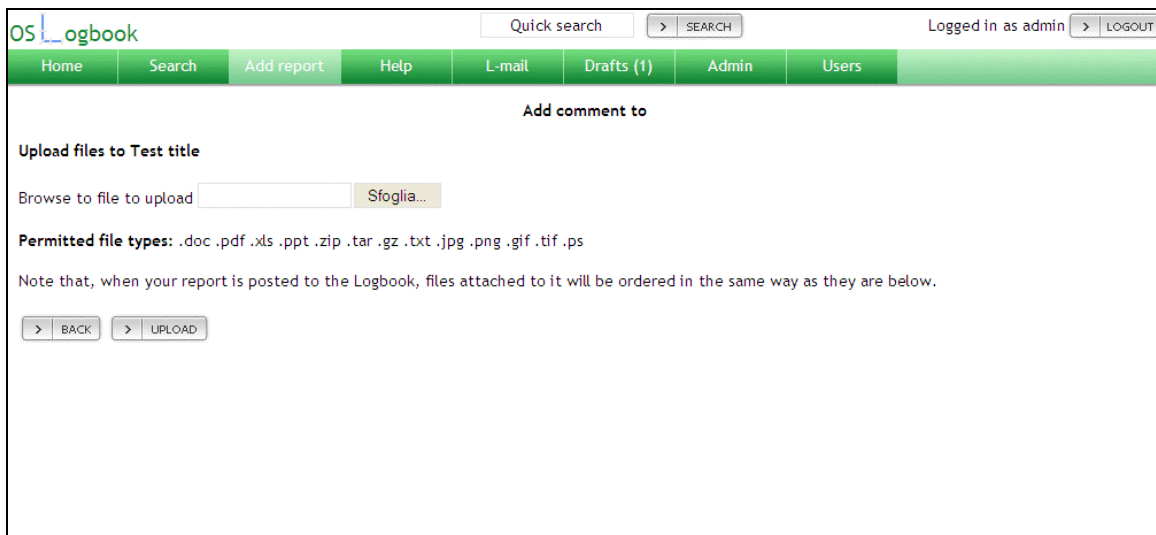 OS Logbook Quick search > SEARCH Logged in as admin > LOGOUT
Home Search Add report Help L-mail Drafts (1) Admin Users
Add comment to
Upload files to Test title
Browse to file to upload Sfoglia...
Permitted file types: .doc .pdf .xls .ppt .zip .tar .gz .txt .jpg .png .gif .tif .ps
Note that, when your report is posted to the Logbook, files attached to it will be ordered in the same way as they are below.
> BACK > UPLOAD